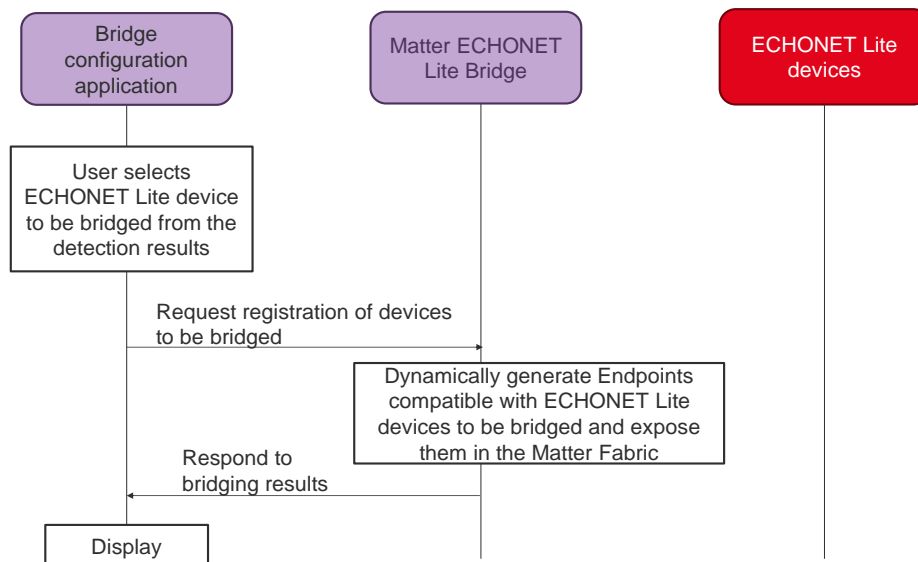 Bridge
configuration
application
Matter ECHONET
Lite Bridge
ECHONET Lite
devices
User selects
ECHONET Lite device
to be bridged from the
detection results
Request registration of devices
to be bridged
Dynamically generate Endpoints
compatible with ECHONET Lite
devices to be bridged and expose
them in the Matter Fabric
Respond to
bridging results
Display